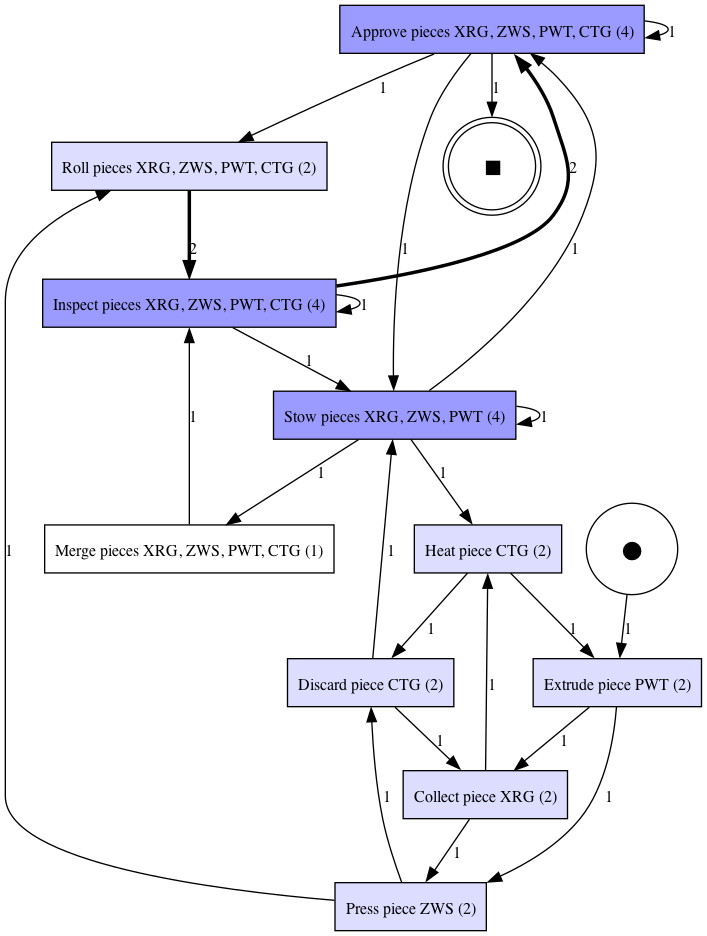 Approve pieces XRG, ZWS, PWT, CTG (4)
1
1
1
Roll pieces XRG, ZWS, PWT, CTG (2)
2
2
1
1
Inspect pieces XRG, ZWS, PWT, CTG (4)
1
1
Stow pieces XRG, ZWS, PWT (4)
1
1
1
1
Merge pieces XRG, ZWS, PWT, CTG (1)
Heat piece CTG (2)
1
1
1
1
1
Discard piece CTG (2)
Extrude piece PWT (2)
1
1
1
Collect piece XRG (2)
1
1
1
Press piece ZWS (2)